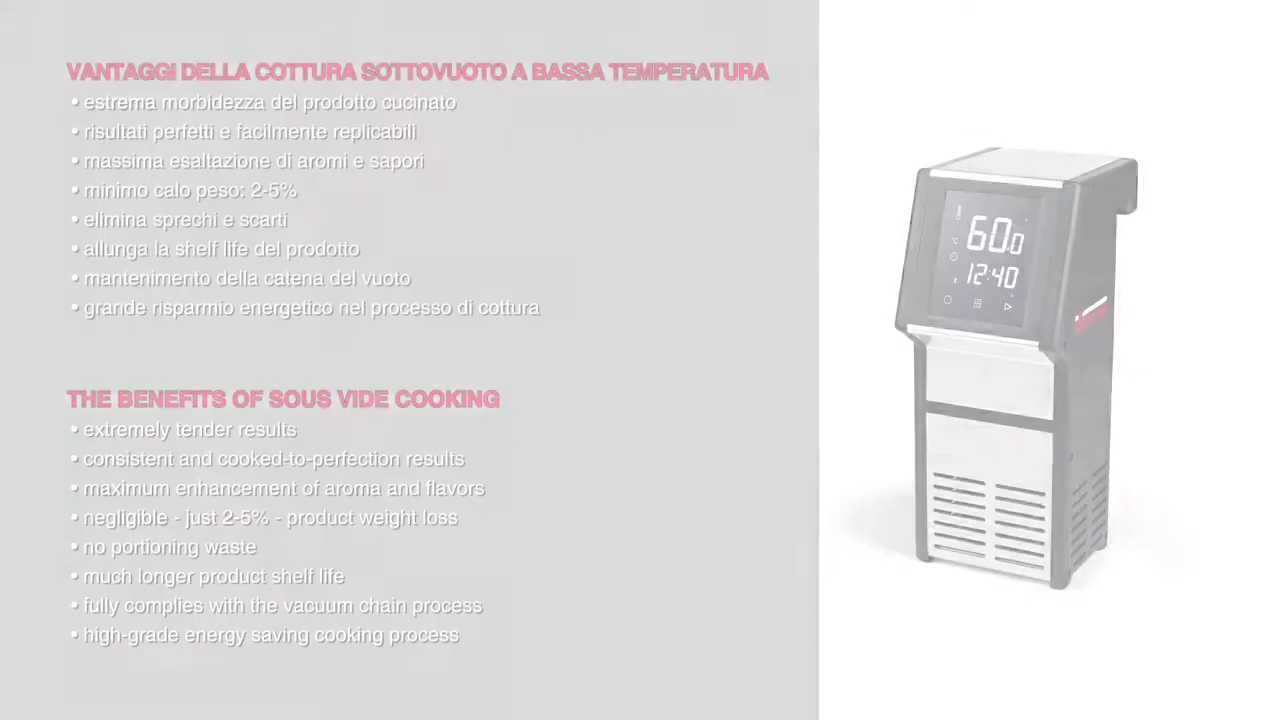 VANTAGGI DELLA COTTURA SOTTOVUOTO A BASSA TEMPERATURA
• estrema morbidezza del prodotto cucinato
• risultati perfetti e facilmente replicabili
• massima esaltazione di aromi e sapori
• minimo calo peso: 2-5%
• elimina sprechi e scarti
• allunga la shelf life del prodotto
• mantenimento della catena del vuoto
• grande risparmio energetico nel processo di cottura
THE BENEFITS OF SOUS VIDE COOKING
• extremely tender results
• consistent and cooked-to-perfection results
• maximum enhancement of aroma and flavors
• negligible - just 2-5% - product weight loss
• no portioning waste
• much longer product shelf life
• fully complies with the vacuum chain process
• high-grade energy saving cooking process
60.0
12:40